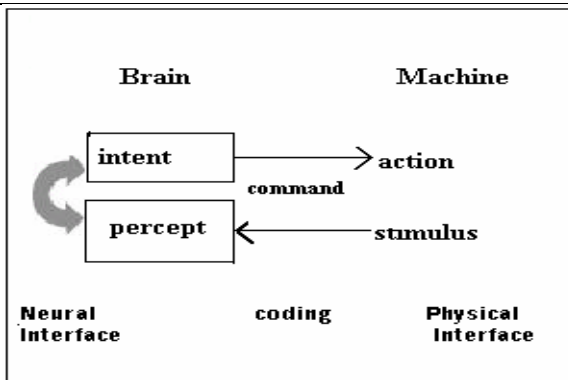 Brain Machine
intent action
command
percept stimulus
Neural coding Physical
Interface Interface